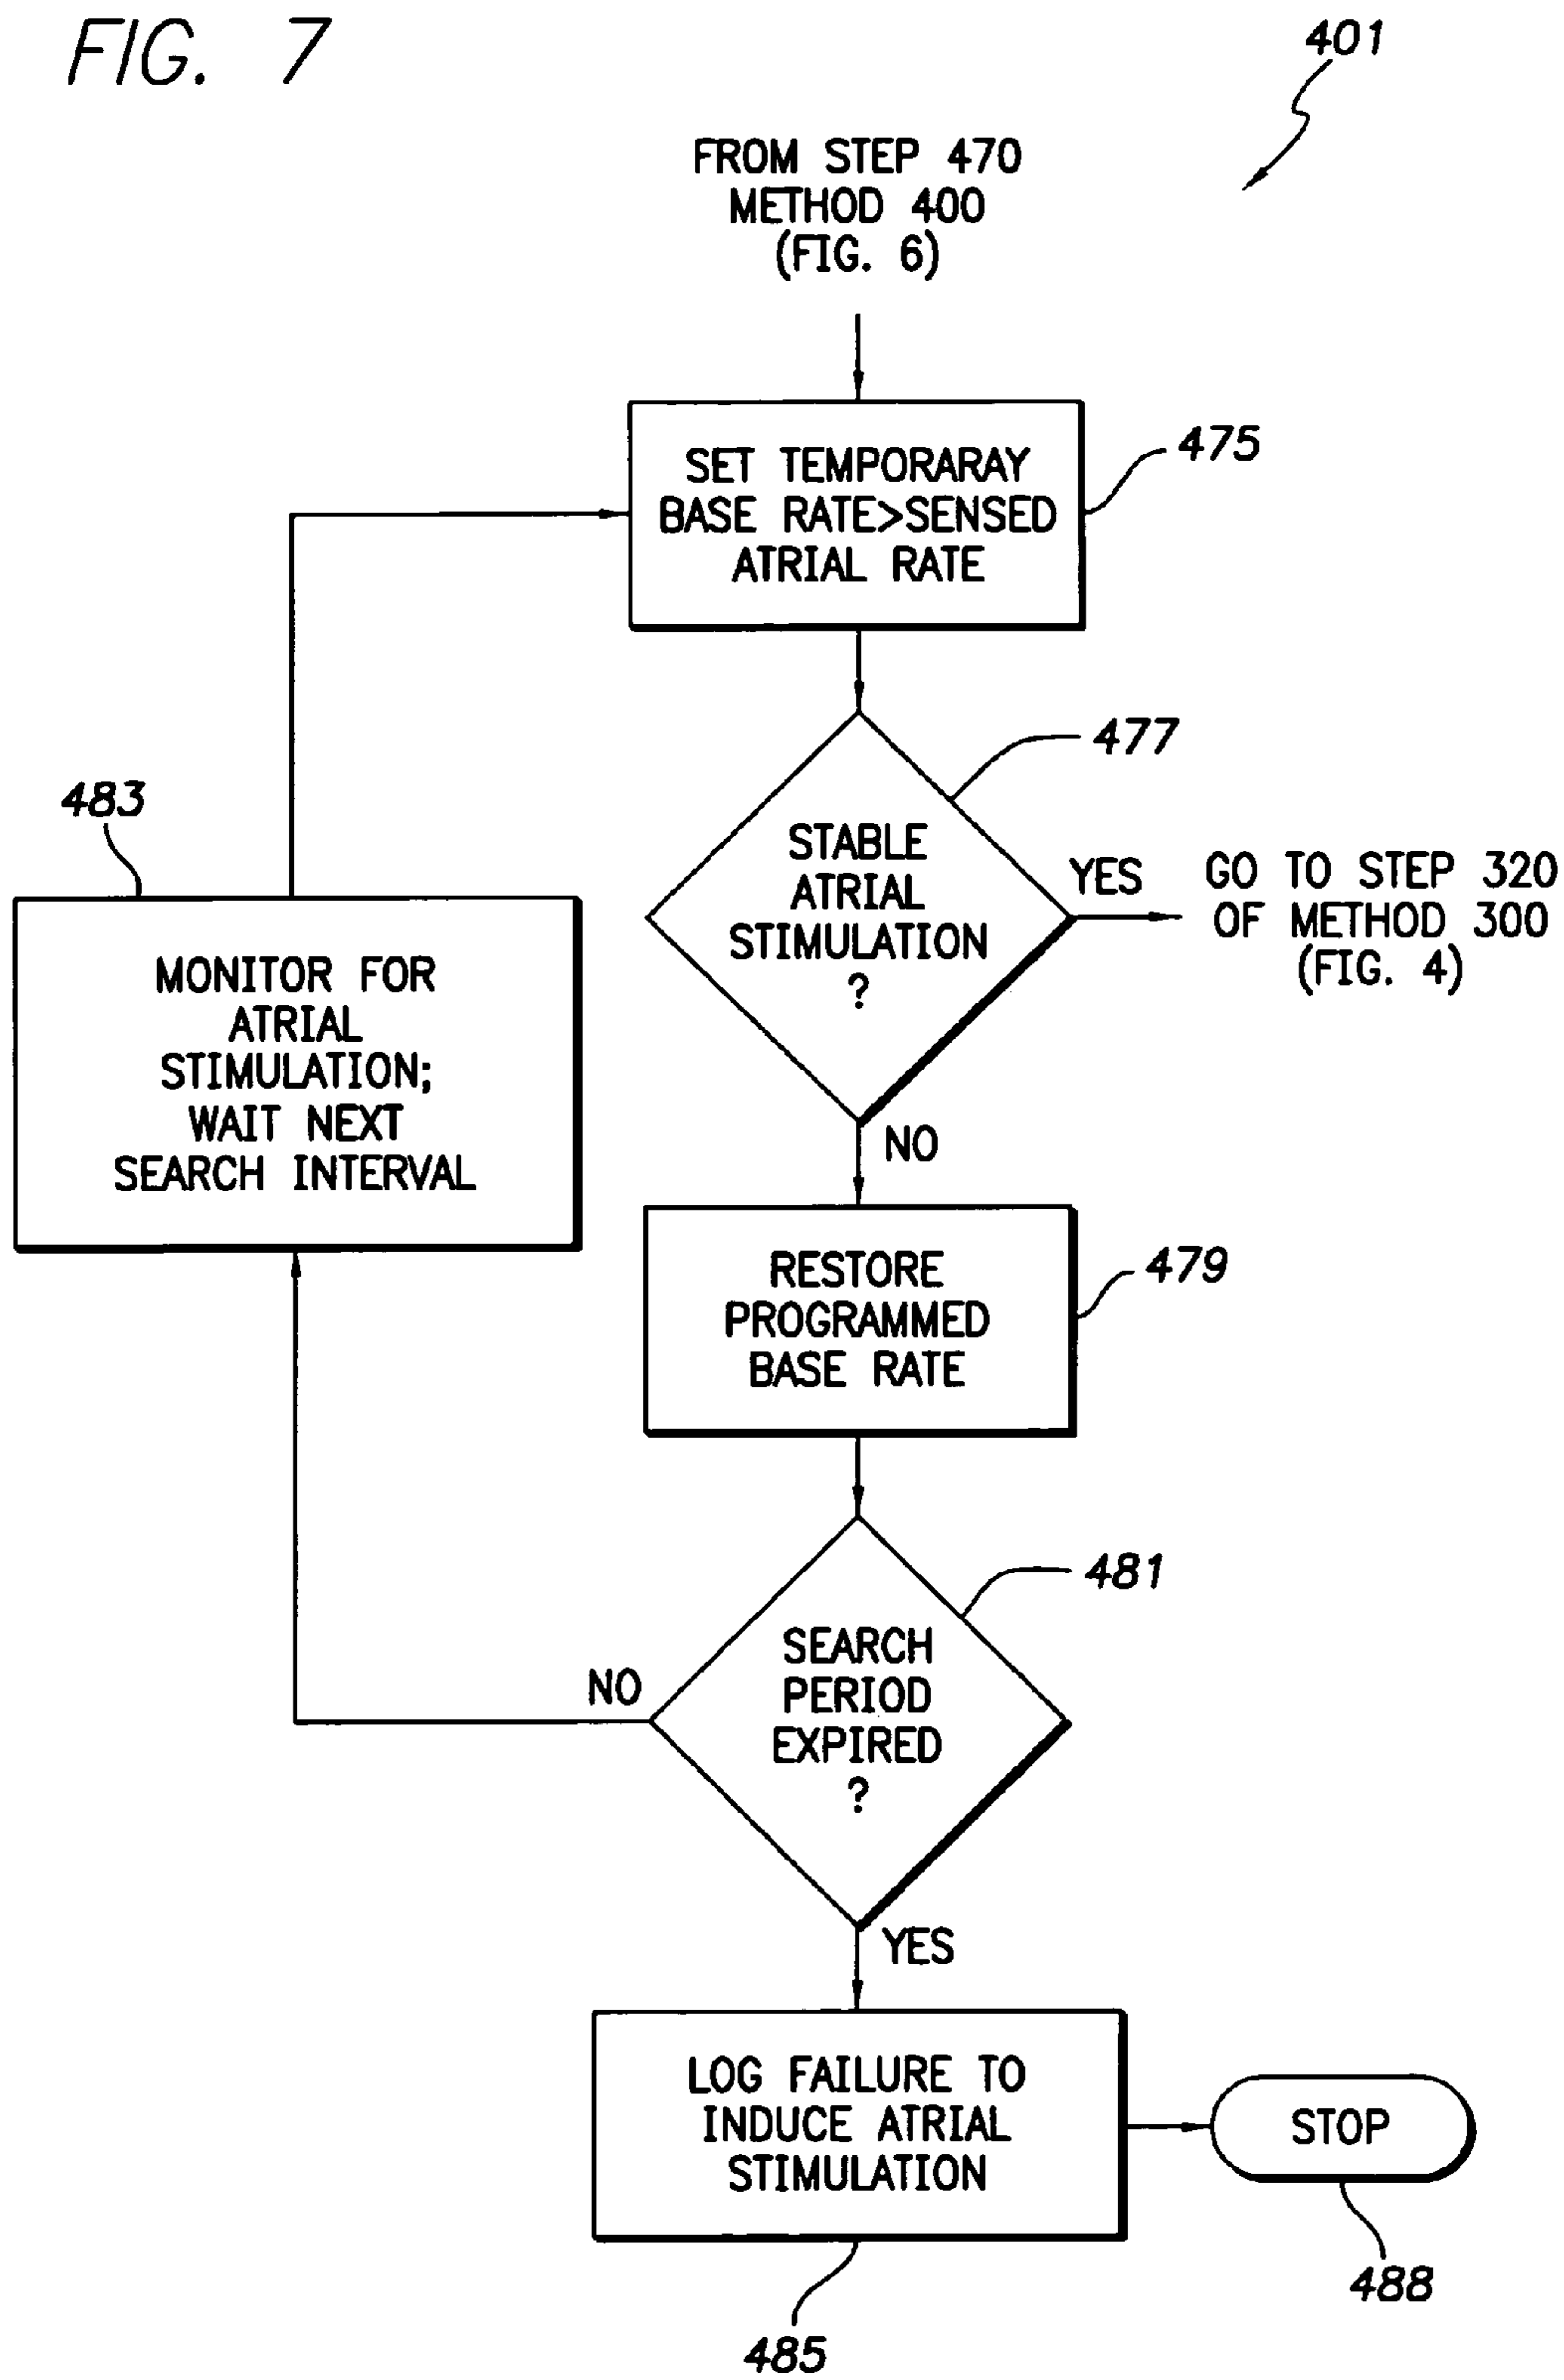 FIG. 7
401
FROM STEP 470
METHOD 400
(FIG. 6)
SET TEMPORARAY
BASE RATE>SENSED
ATRIAL RATE
475
477
STABLE
ATRIAL
STIMULATION
?
YES
GO TO STEP 320
OF METHOD 300
(FIG. 4)
483
MONITOR FOR
ATRIAL
STIMULATION;
WAIT NEXT
SEARCH INTERVAL
NO
RESTORE
PROGRAMMED
BASE RATE
479
481
SEARCH
PERIOD
EXPIRED
?
NO
YES
LOG FAILURE TO
INDUCE ATRIAL
STIMULATION
STOP
488
485